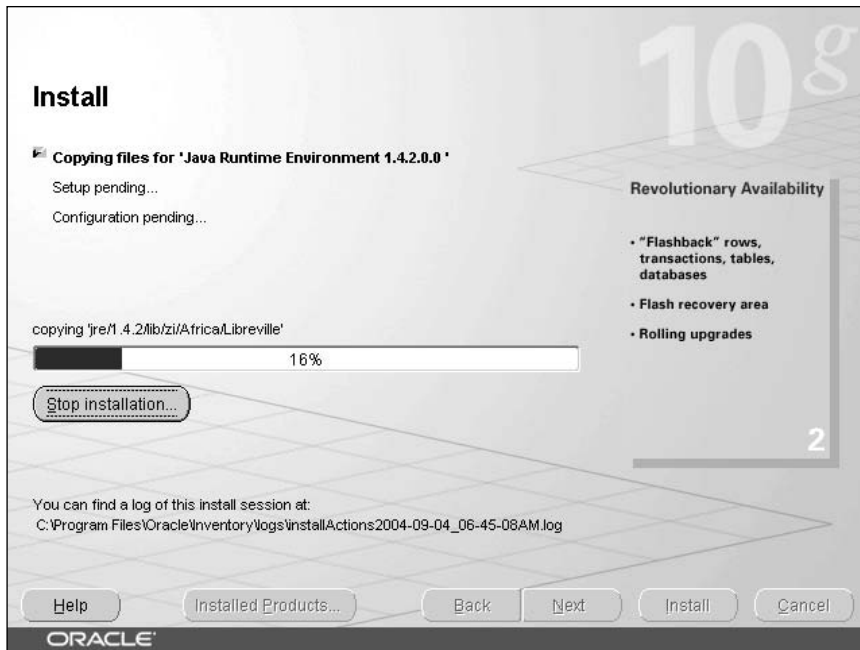 10g
Install
Copying files for 'Java Runtime Environment 1.4.2.0.0 '
Setup pending...
Configuration pending...
Revolutionary Availability
• "Flashback" rows,
transactions, tables,
databases
• Flash recovery area
• Rolling upgrades
copying 'jre/1.4.2/lib/zi/Africa/Libreville'
16%
Stop installation...
2
You can find a log of this install session at:
C:\Program Files\Oracle\Inventory\logs\installActions2004-09-04_06-45-08AM.log
Help
Installed Products...
Back
Next
Install
Cancel
ORACLE